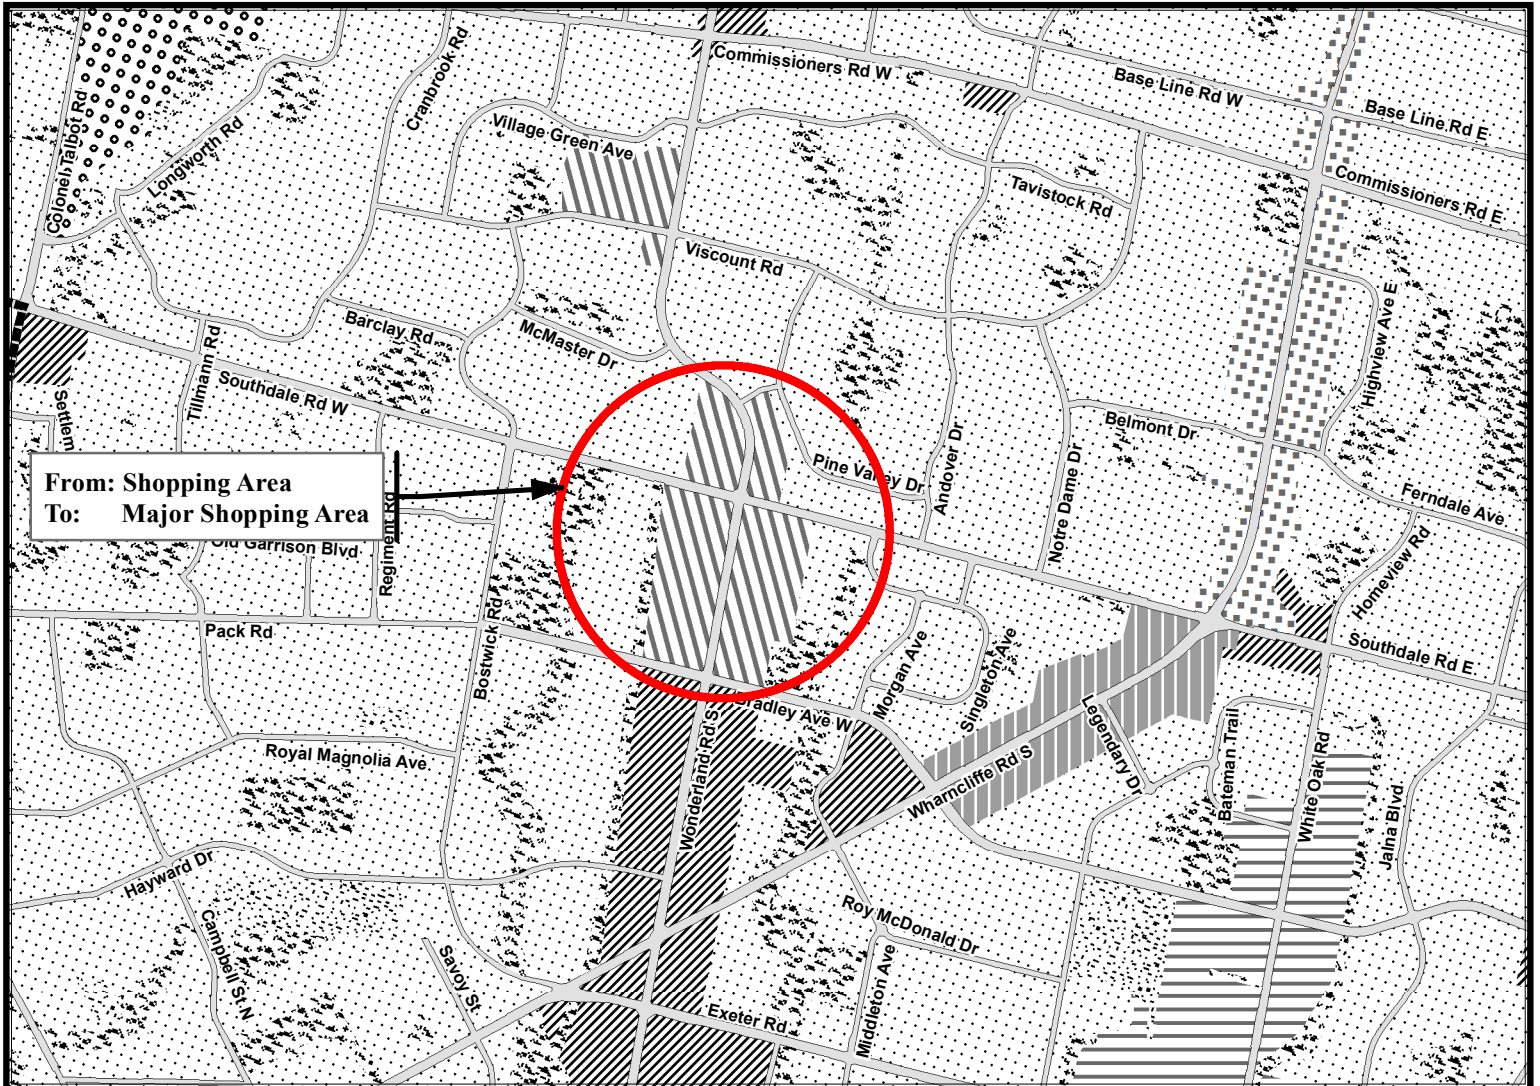 Commissioners Rd W
Base Line Rd W
Base Line Rd E
Cranbrook Rd
Colonel Talbot Rd
Longworth Rd
Village Green Ave
Commissioners Rd E
Tavistock Rd
Viscount Rd
Highview Ave E
Barclay Rd
McMaster Dr
Tillmann Rd
Southdale Rd W
Settlem
Belmont Dr
Pine Valley Dr
Andover Dr
Notre Dame Dr
Ferndale Ave
From: Shopping Area
To: Major Shopping Area
Regiment Rd
Old Garrison Blvd
Homeview Rd
Pack Rd
Bostwick Rd
Southdale Rd E
Morgan Ave
Singleton Ave
Bradley Ave W
Legendary Dr
Bateman Trail
White Oak Rd
Royal Magnolia Ave
Wonderland Rd S
Wharncliffe Rd S
Jalna Blvd
Hayward Dr
Campbell St N
Savoy St
Roy McDonald Dr
Middleton Ave
Exeter Rd